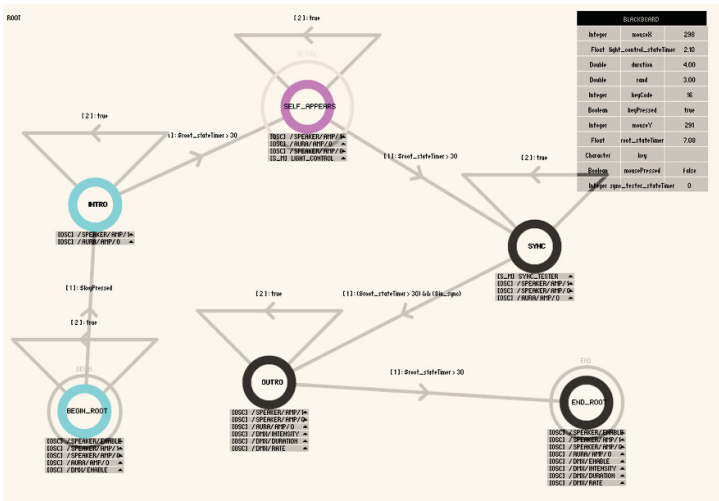 ROOT
[ 2 ]: true
BLACKBOARD
Integer mouseX 298
Float light_control_stateTimer 2.10
Double duration 4.00
Double rand 3.00
Integer keyCode 16
Boolean keyPressed true
Integer mouseY 291
Float root_stateTimer 7.08
Character key
Boolean mousePressed false
Integer sync_tester_stateTimer 0
ACTUAL
SELF_APPEARS
[OSC] /SPEAKER/AMP/1
[OSC] /AURA/AMP/0
[OSC] /SPEAKER/AMP/0
[S_M] LIGHT_CONTROL
[ 2 ]: true
]: $root_stateTimer > 30
[1]: $root_stateTimer > 30
[ 2 ]: true
INTRO
[OSC] /SPEAKER/AMP/1
[OSC] /AURA/AMP/0
SYNC
[S_M] SYNC_TESTER
[OSC] /SPEAKER/AMP/1
[OSC] /SPEAKER/AMP/0
[OSC] /AURA/AMP/0
[1]: $keyPressed
[ 2 ]: true
[ 2 ]: true
[1]: ($root_stateTimer > 30) && ($in_sync)
BEGIN
BEGIN_ROOT
[OSC] /SPEAKER/ENABLE
[OSC] /SPEAKER/AMP/1
[OSC] /SPEAKER/AMP/0
[OSC] /AURA/AMP/0
[OSC] /DMX/ENABLE
OUTRO
[OSC] /SPEAKER/AMP/1
[OSC] /SPEAKER/AMP/0
[OSC] /AURA/AMP/0
[OSC] /DMX/INTENSITY
[OSC] /DMX/DURATION
[OSC] /DMX/RATE
[1]: $root_stateTimer > 30
END
END_ROOT
[OSC] /SPEAKER/ENABLE
[OSC] /SPEAKER/AMP/1
[OSC] /SPEAKER/AMP/0
[OSC] /AURA/AMP/0
[OSC] /DMX/ENABLE
[OSC] /DMX/INTENSITY
[OSC] /DMX/DURATION
[OSC] /DMX/RATE